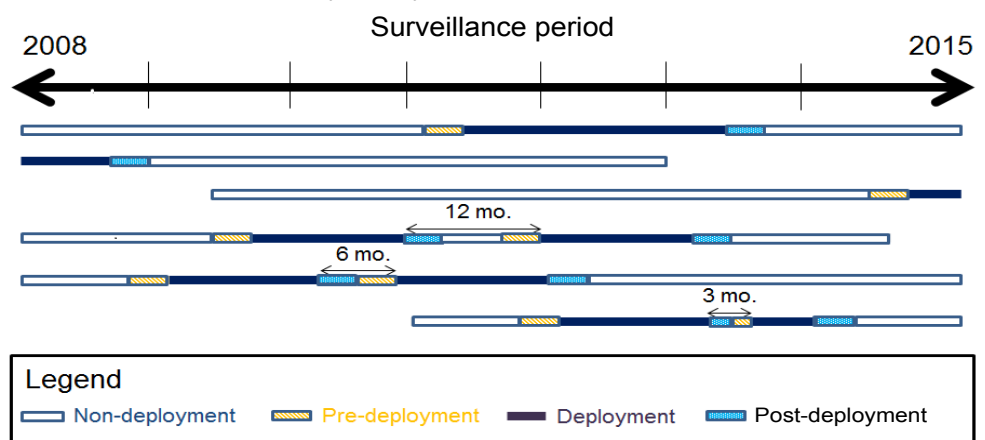 Surveillance period
2008
2015
12 mo.
6 mo.
3 mo.
Legend
Non-deployment
Pre-deployment
Deployment
Post-deployment